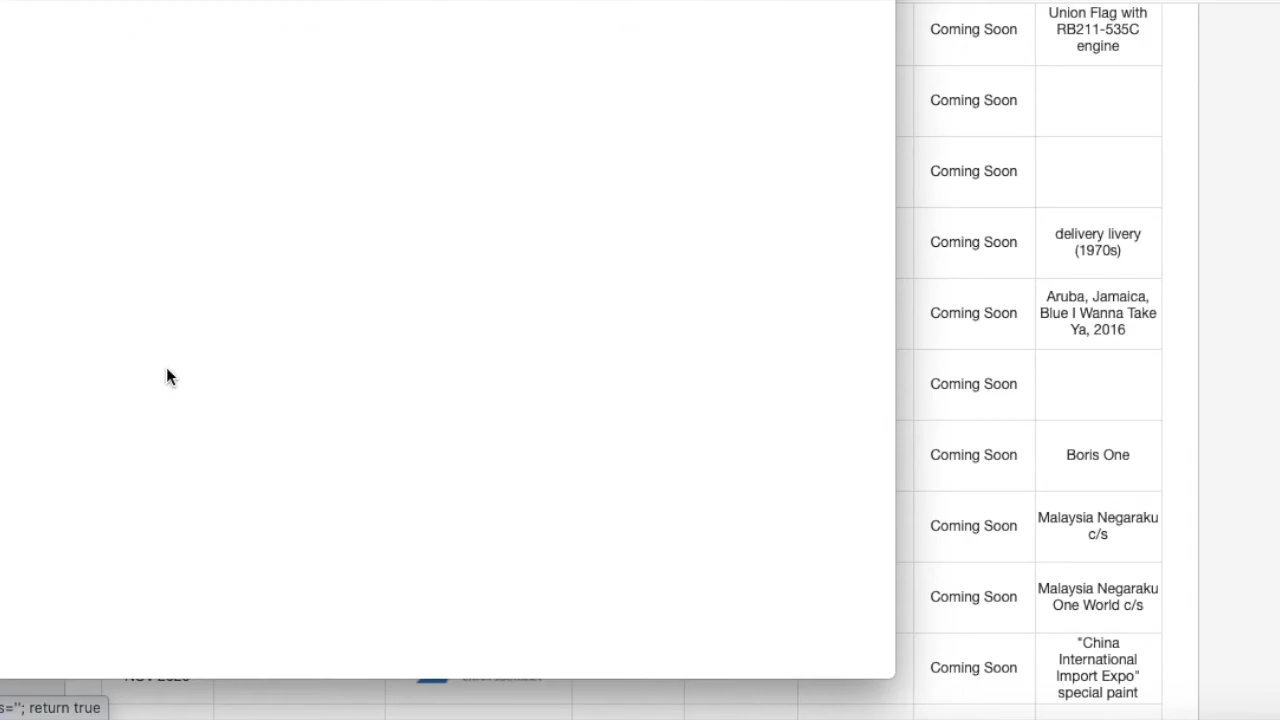 Coming Soon
Union Flag with
RB211-535C
engine
Coming Soon
Coming Soon
Coming Soon
delivery livery
(1970s)
Coming Soon
Aruba, Jamaica,
Blue I Wanna Take
Ya, 2016
Coming Soon
Coming Soon
Boris One
Coming Soon
Malaysia Negaraku
c/s
Coming Soon
Malaysia Negaraku
One World c/s
Coming Soon
"China
International
Import Expo"
special paint
s=''; return true